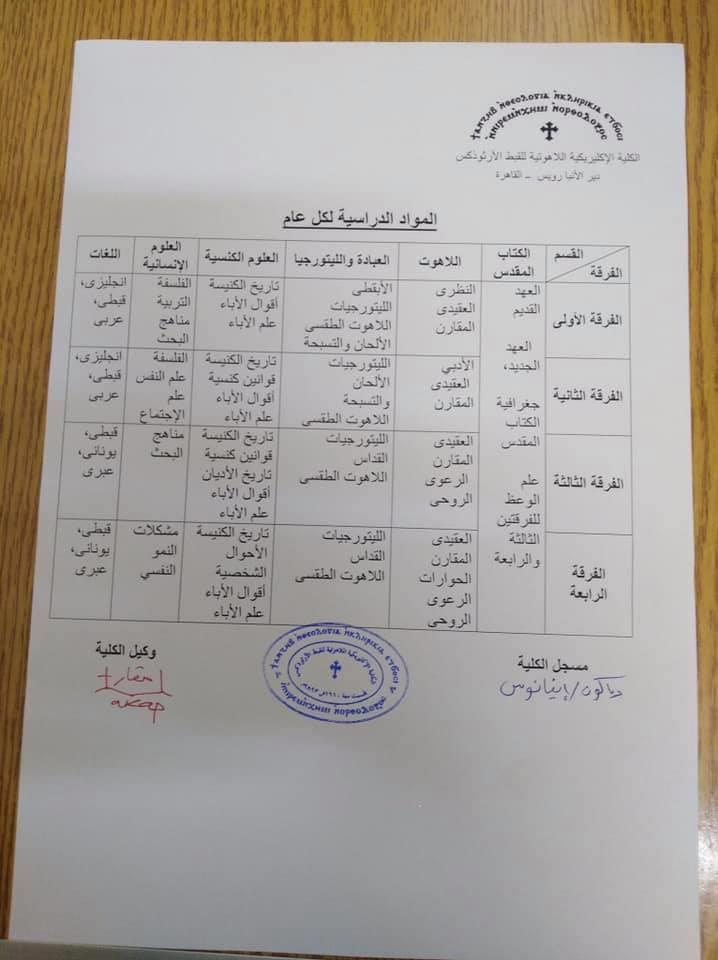 الكلية الإكليريكية اللاهوتية للقبط الأرثوذكس
دير الأنبا رويس – القاهرة
المواد الدراسية لكل عام
القسم
الفرقة
الكتاب
المقدس
اللاهوت
العبادة والليتورجيا
العلوم الكنسية
العلوم
الإنسانية
اللغات
الفرقة الأولى
العهد
القديم
العهد
الجديد،
جغرافية
الكتاب
المقدس
علم
الوعظ
للفرقتين
الثالثة
والرابعة
النظرى
العقيدى
المقارن
الأبقطى
الليتورجيات
اللاهوت الطقسى
الألحان والتسبحة
تاريخ الكنيسة
أقوال الأباء
علم الأباء
الفلسفة
التربية
مناهج
البحث
انجليزى،
قبطى،
عربى
الفرقة الثانية
الأدبي
العقيدى
المقارن
الليتورجيات
الألحان
والتسبحة
اللاهوت الطقسى
تاريخ الكنيسة
قوانين كنسية
أقوال الأباء
علم الأباء
الفلسفة
علم النفس
علم
الإجتماع
انجليزى،
قبطى،
عربى
الفرقة الثالثة
العقيدى
المقارن
الرعوى
الروحى
الليتورجيات
القداس
اللاهوت الطقسى
تاريخ الكنيسة
قوانين كنسية
تاريخ الأديان
أقوال الأباء
علم الأباء
مناهج
البحث
قبطى،
يونانى،
عبرى
الفرقة
الرابعة
العقيدى
المقارن
الحوارات
الرعوى
الروحى
الليتورجيات
القداس
اللاهوت الطقسى
تاريخ الكنيسة
الأحوال
الشخصية
أقوال الأباء
علم الأباء
مشكلات
النمو
النفسي
قبطى،
يونانى،
عبرى
مسجل الكلية
دياكون/إبيفانوس
وكيل الكلية